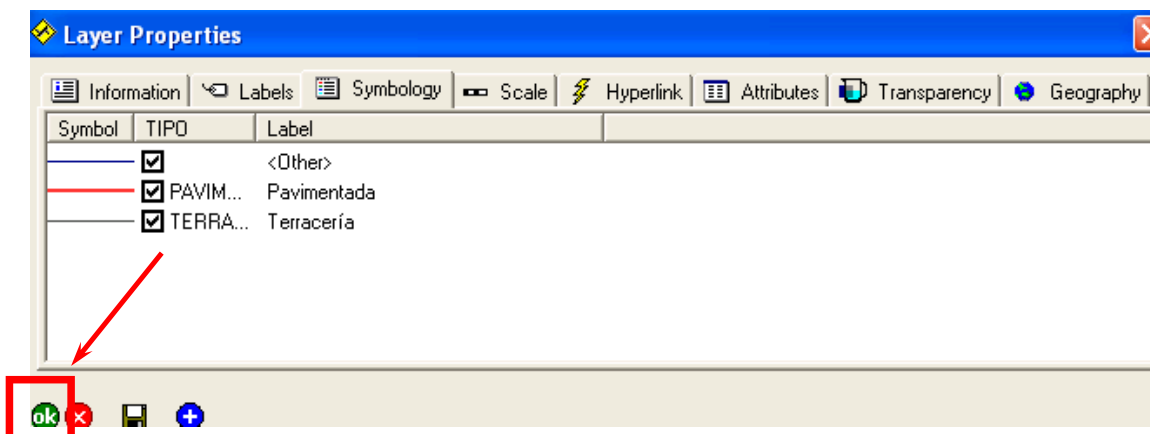 Layer Properties
Information Labels Symbology Scale Hyperlink Attributes Transparency Geography
Symbol TIPO Label
<Other>
PAVIM... Pavimentada
TERRA... Terracería
ok